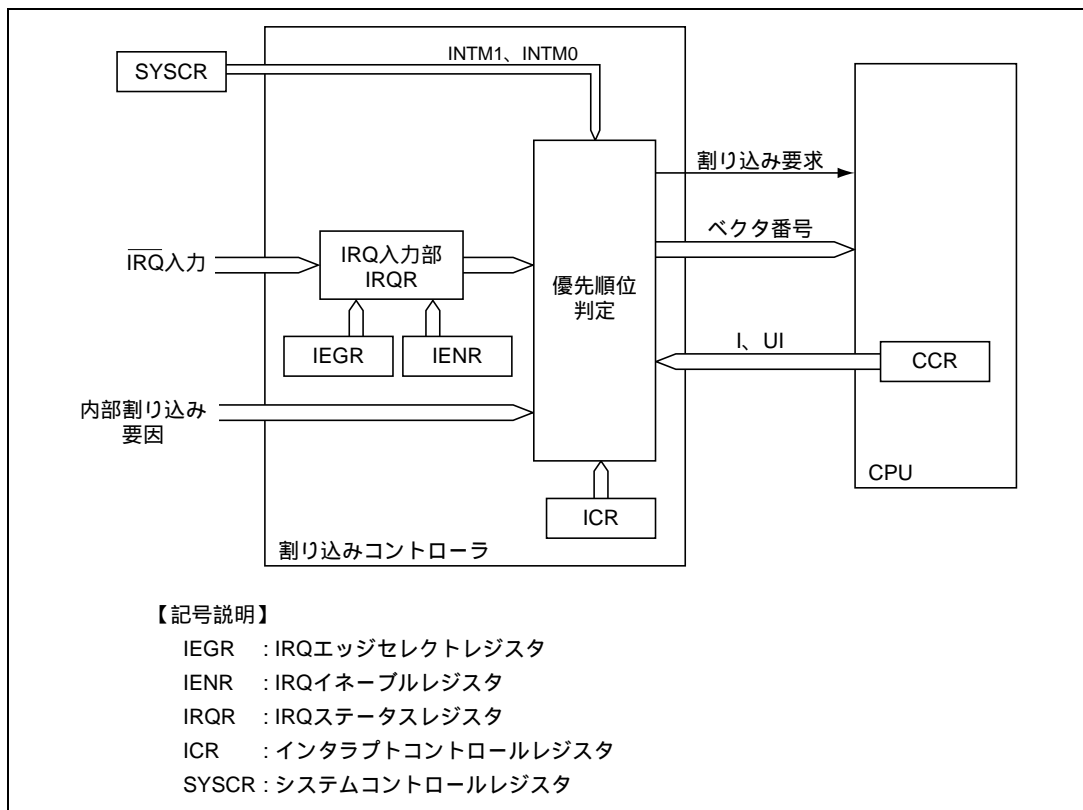 SYSCR
INTM1、INTM0
割り込み要求
ベクタ番号
IRQ入力
IRQ入力部
IRQR
優先順位
判定
IEGR
IENR
I、UI
CCR
内部割り込み
要因
CPU
ICR
割り込みコントローラ
【記号説明】
IEGR : IRQエッジセレクトレジスタ
IENR : IRQイネーブルレジスタ
IRQR : IRQステータスレジスタ
ICR : インタラプトコントロールレジスタ
SYSCR : システムコントロールレジスタ